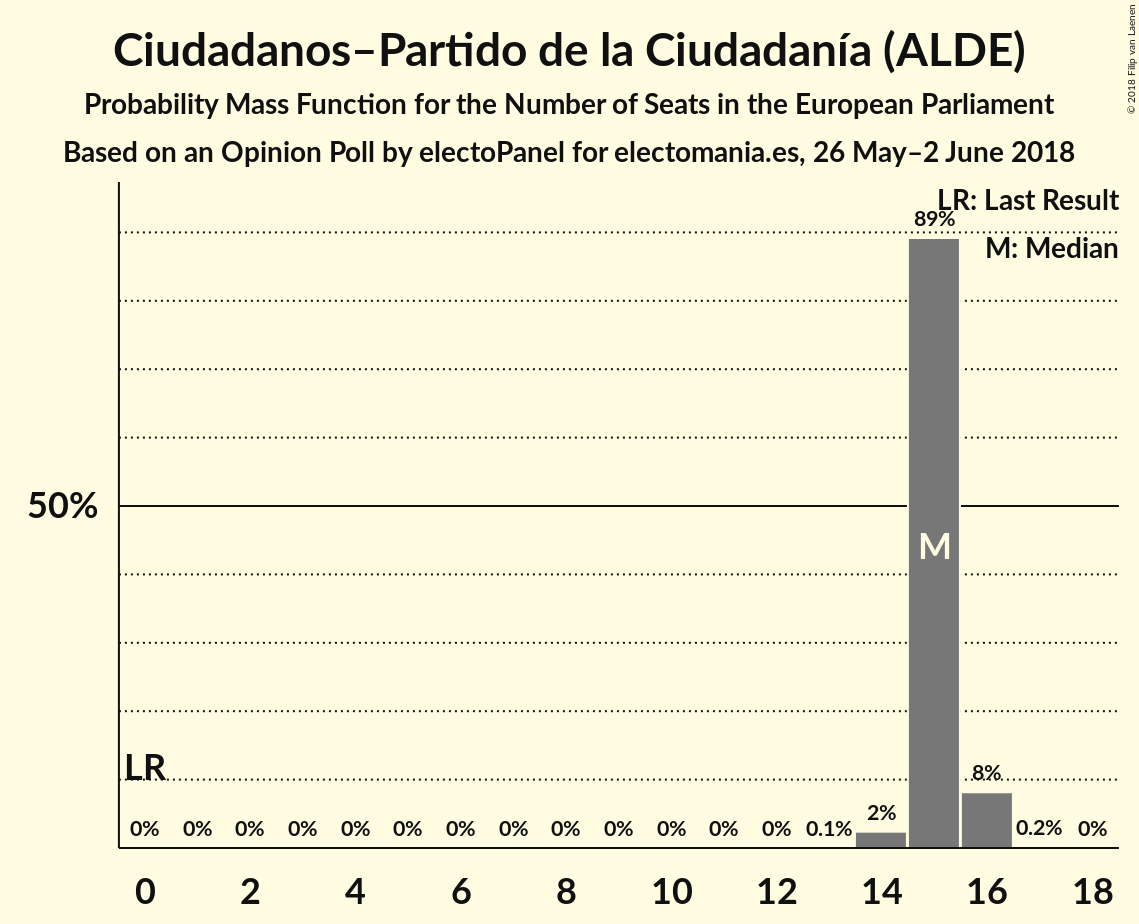 Ciudadanos–Partido de la Ciudadanía (ALDE)
Probability Mass Function for the Number of Seats in the European Parliament
Based on an Opinion Poll by electoPanel for electomania.es, 26 May–2 June 2018
© 2018 Filip van Laenen
LR: Last Result
89%
M: Median
50%
M
LR
8%
2%
0% 0% 0% 0% 0% 0% 0% 0% 0% 0% 0% 0% 0% 0.1% 0.2% 0%
0 2 4 6 8 10 12 14 16 18